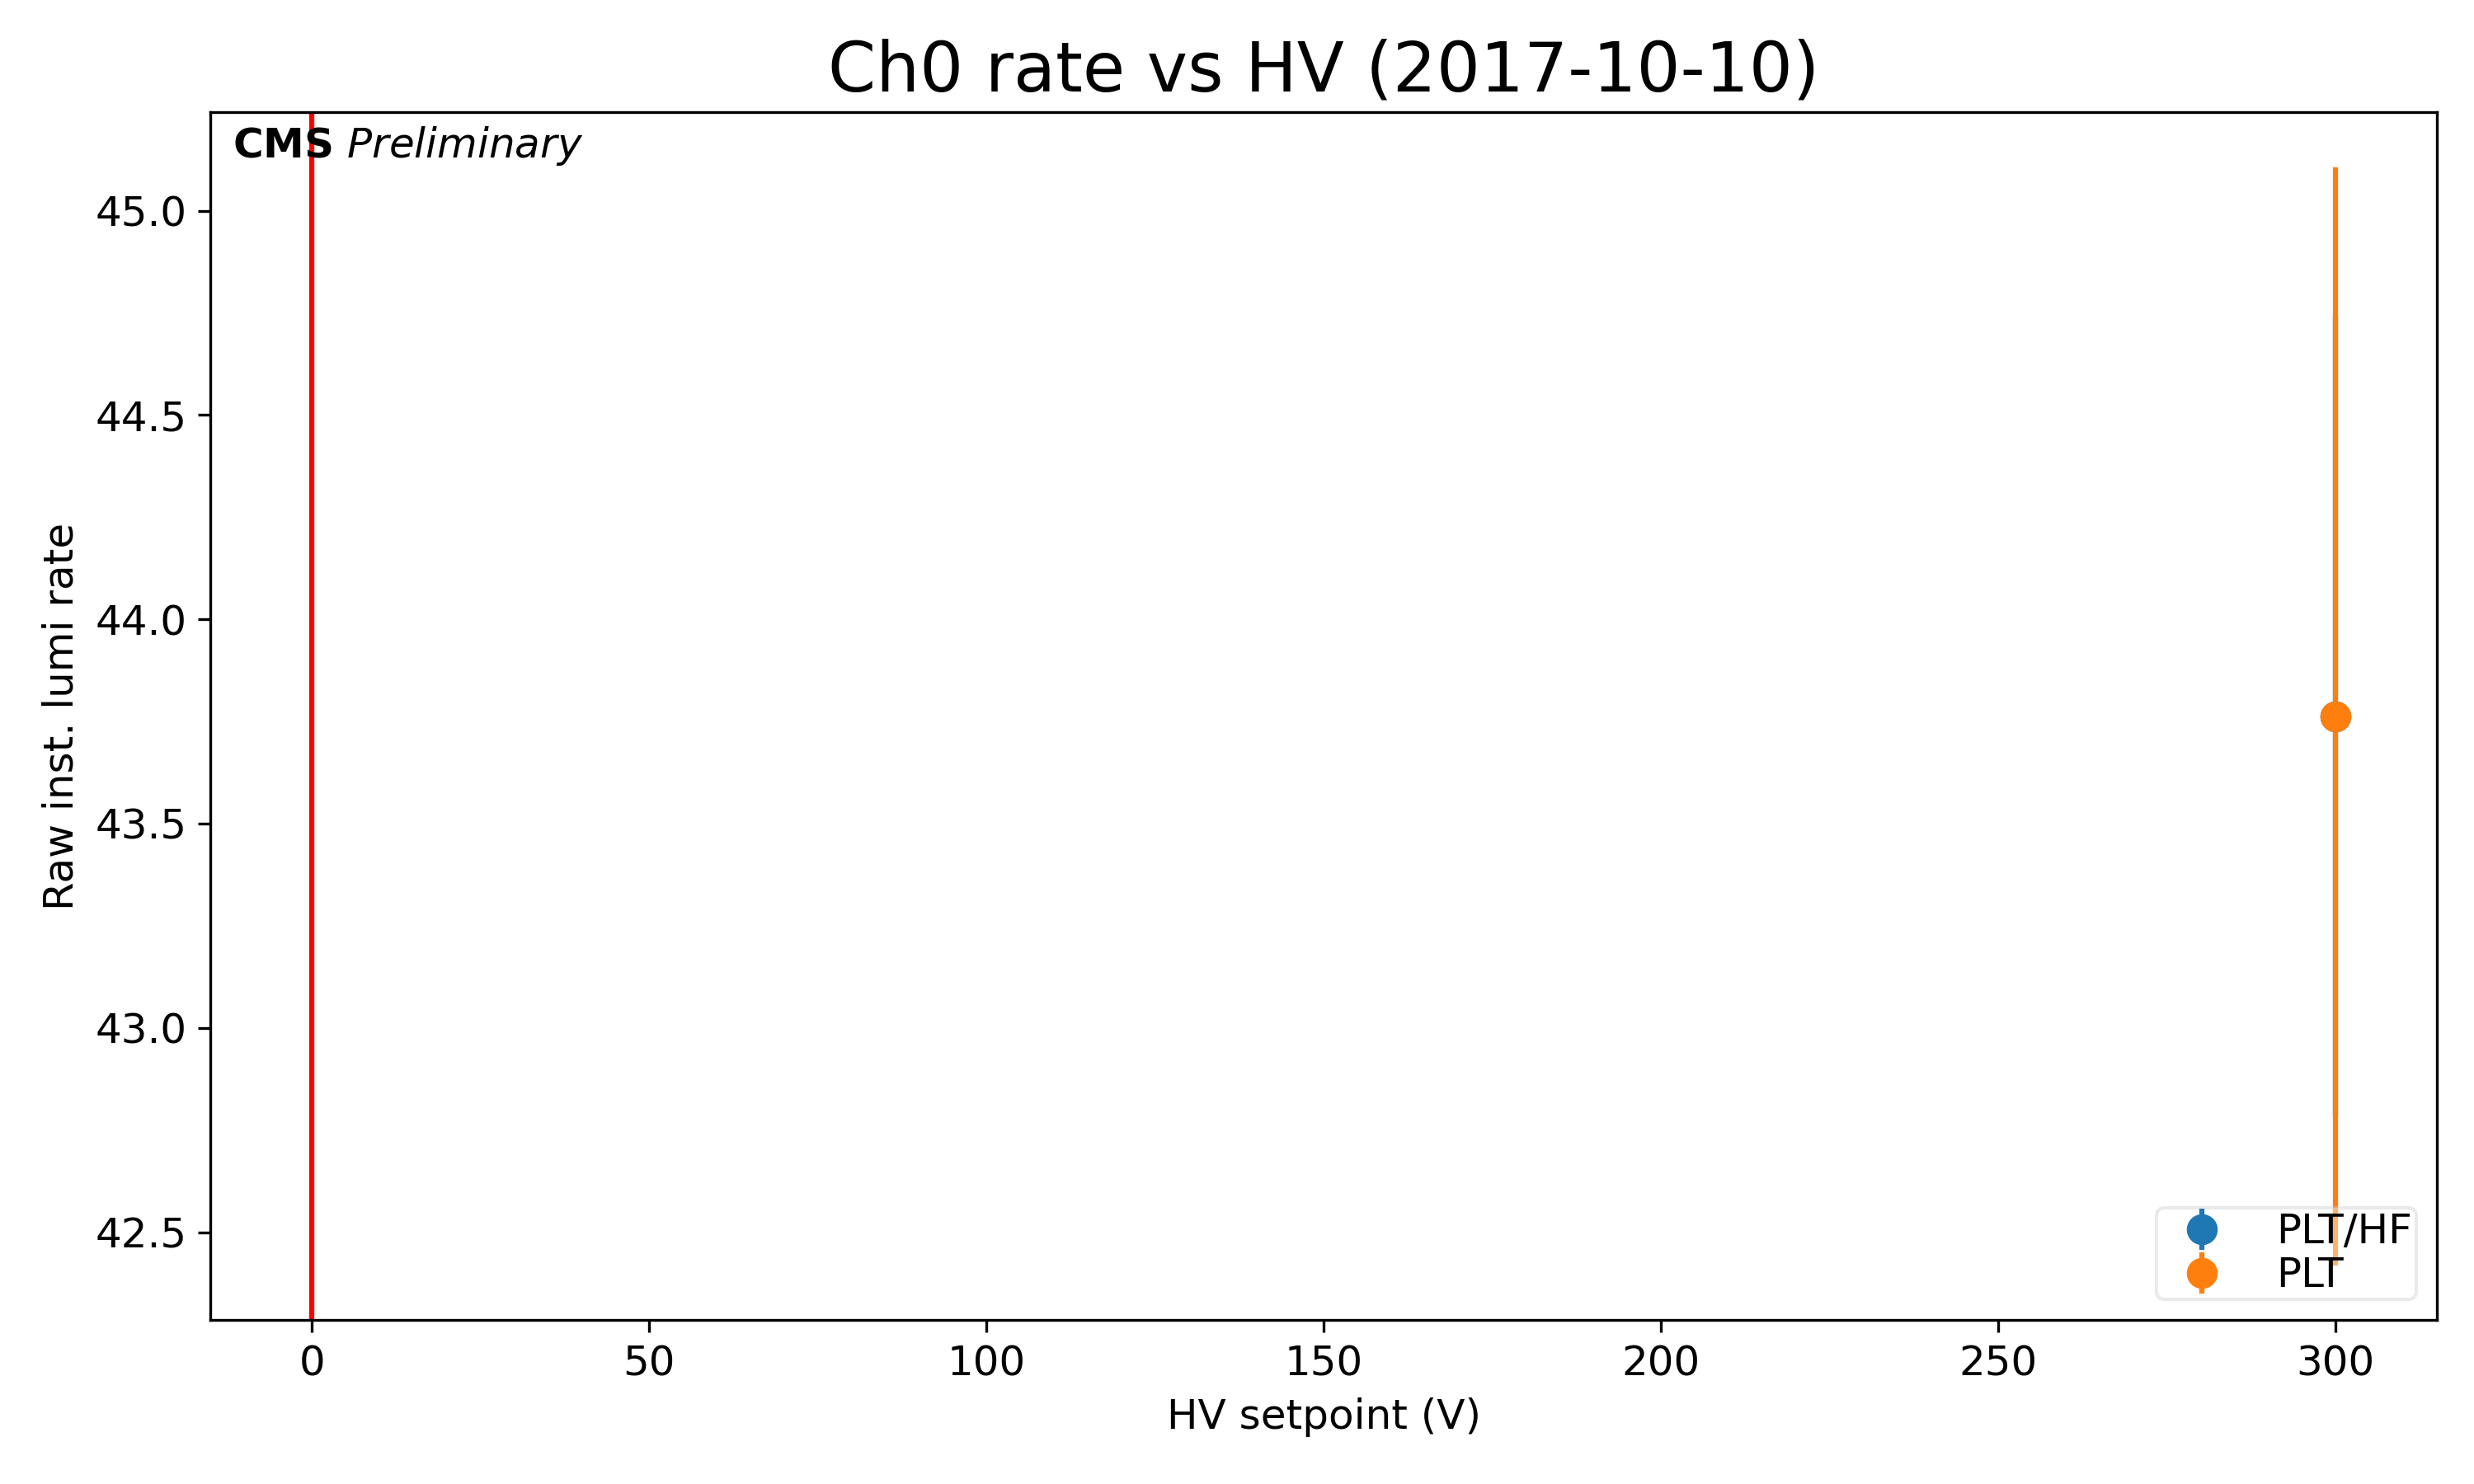 Ch0 rate vs HV (2017-10-10)
CMS Preliminary
45.0
44.5
44.0
43.5
43.0
42.5
Raw inst. lumi rate
PLT/HF
PLT
0 50 100 150 200 250 300
HV setpoint (V)